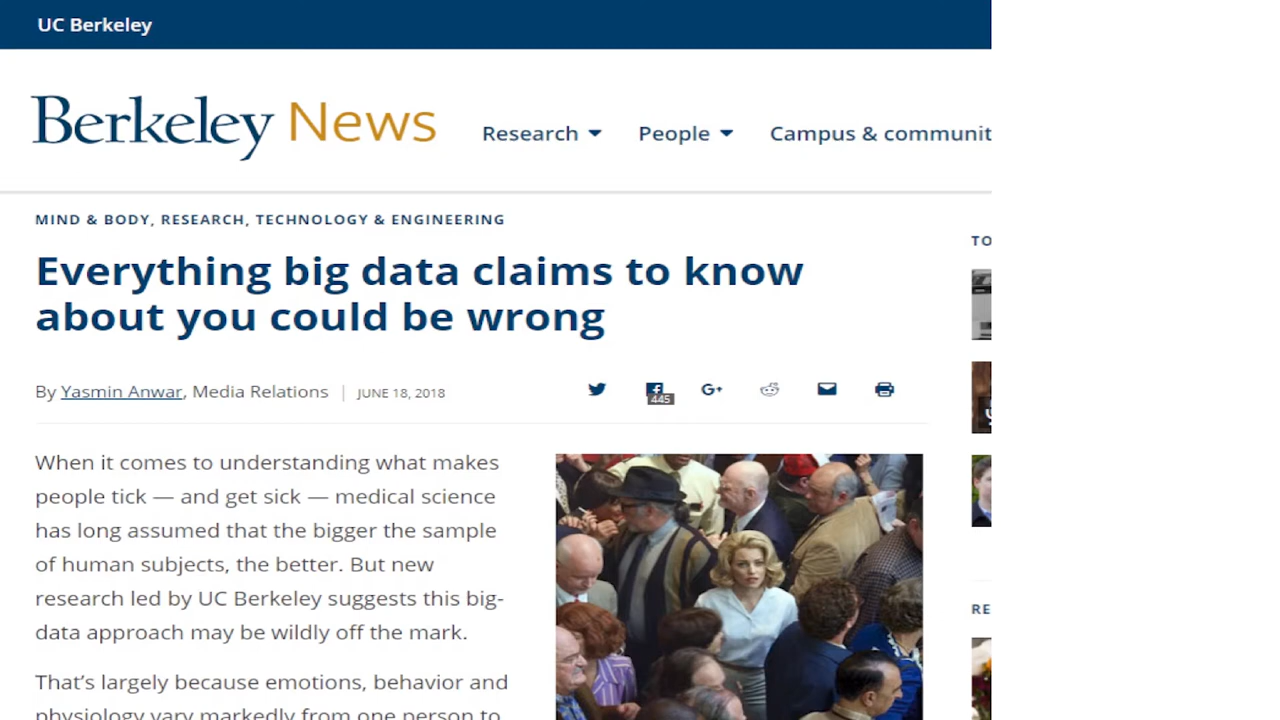 UC Berkeley
Berkeley News
Research People Campus & communit
MIND & BODY, RESEARCH, TECHNOLOGY & ENGINEERING
Everything big data claims to know
about you could be wrong
By Yasmin Anwar, Media Relations | JUNE 18, 2018
G+
445
When it comes to understanding what makes
people tick — and get sick — medical science
has long assumed that the bigger the sample
of human subjects, the better. But new
research led by UC Berkeley suggests this big-
data approach may be wildly off the mark.
That’s largely because emotions, behavior and
physiology vary markedly from one person to
TO
RE